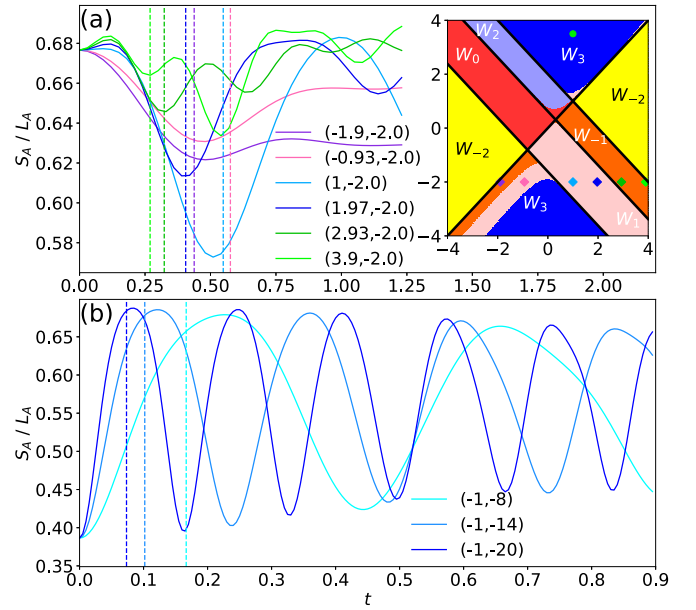 (a)
S_A / L_A
0.68
0.66
0.64
0.62
0.60
0.58
(-1.9,-2.0)
(-0.93,-2.0)
(1,-2.0)
(1.97,-2.0)
(2.93,-2.0)
(3.9,-2.0)
0.00 0.25 0.50 0.75 1.00 1.25 1.50 1.75 2.00
4
2
0
−2
−4
−4 −2 0 2 4
W_0
W_2
W_3
W_{-2}
W_{-2}
W_{-1}
W_3
W_1
(b)
S_A / L_A
0.65
0.60
0.55
0.50
0.45
0.40
0.35
(-1,-8)
(-1,-14)
(-1,-20)
0.0 0.1 0.2 0.3 0.4 0.5 0.6 0.7 0.8 0.9
t